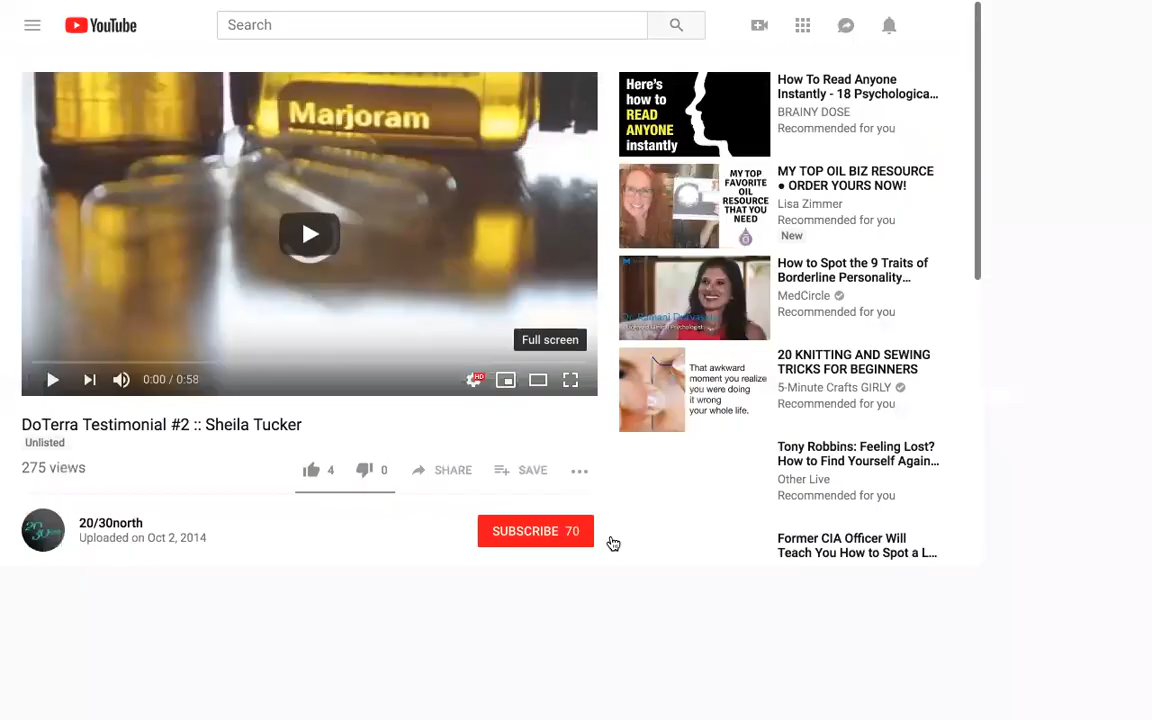 YouTube
Search
Marjoram
Full screen
0:00 / 0:58
HD
DoTerra Testimonial #2 :: Sheila Tucker
Unlisted
275 views
4
0
SHARE
SAVE
20/30north
Uploaded on Oct 2, 2014
SUBSCRIBE 70
Here's
how to
READ
ANYONE
instantly
How To Read Anyone
Instantly - 18 Psychologica...
BRAINY DOSE
Recommended for you
MY TOP
FAVORITE
OIL
RESOURCE
THAT YOU
NEED
MY TOP OIL BIZ RESOURCE
● ORDER YOURS NOW!
Lisa Zimmer
Recommended for you
New
How to Spot the 9 Traits of
Borderline Personality...
MedCircle
Recommended for you
That awkward
moment you realize
you were doing
it wrong
your whole life.
20 KNITTING AND SEWING
TRICKS FOR BEGINNERS
5-Minute Crafts GIRLY
Recommended for you
Tony Robbins: Feeling Lost?
How to Find Yourself Again...
Other Live
Recommended for you
Former CIA Officer Will
Teach You How to Spot a L...